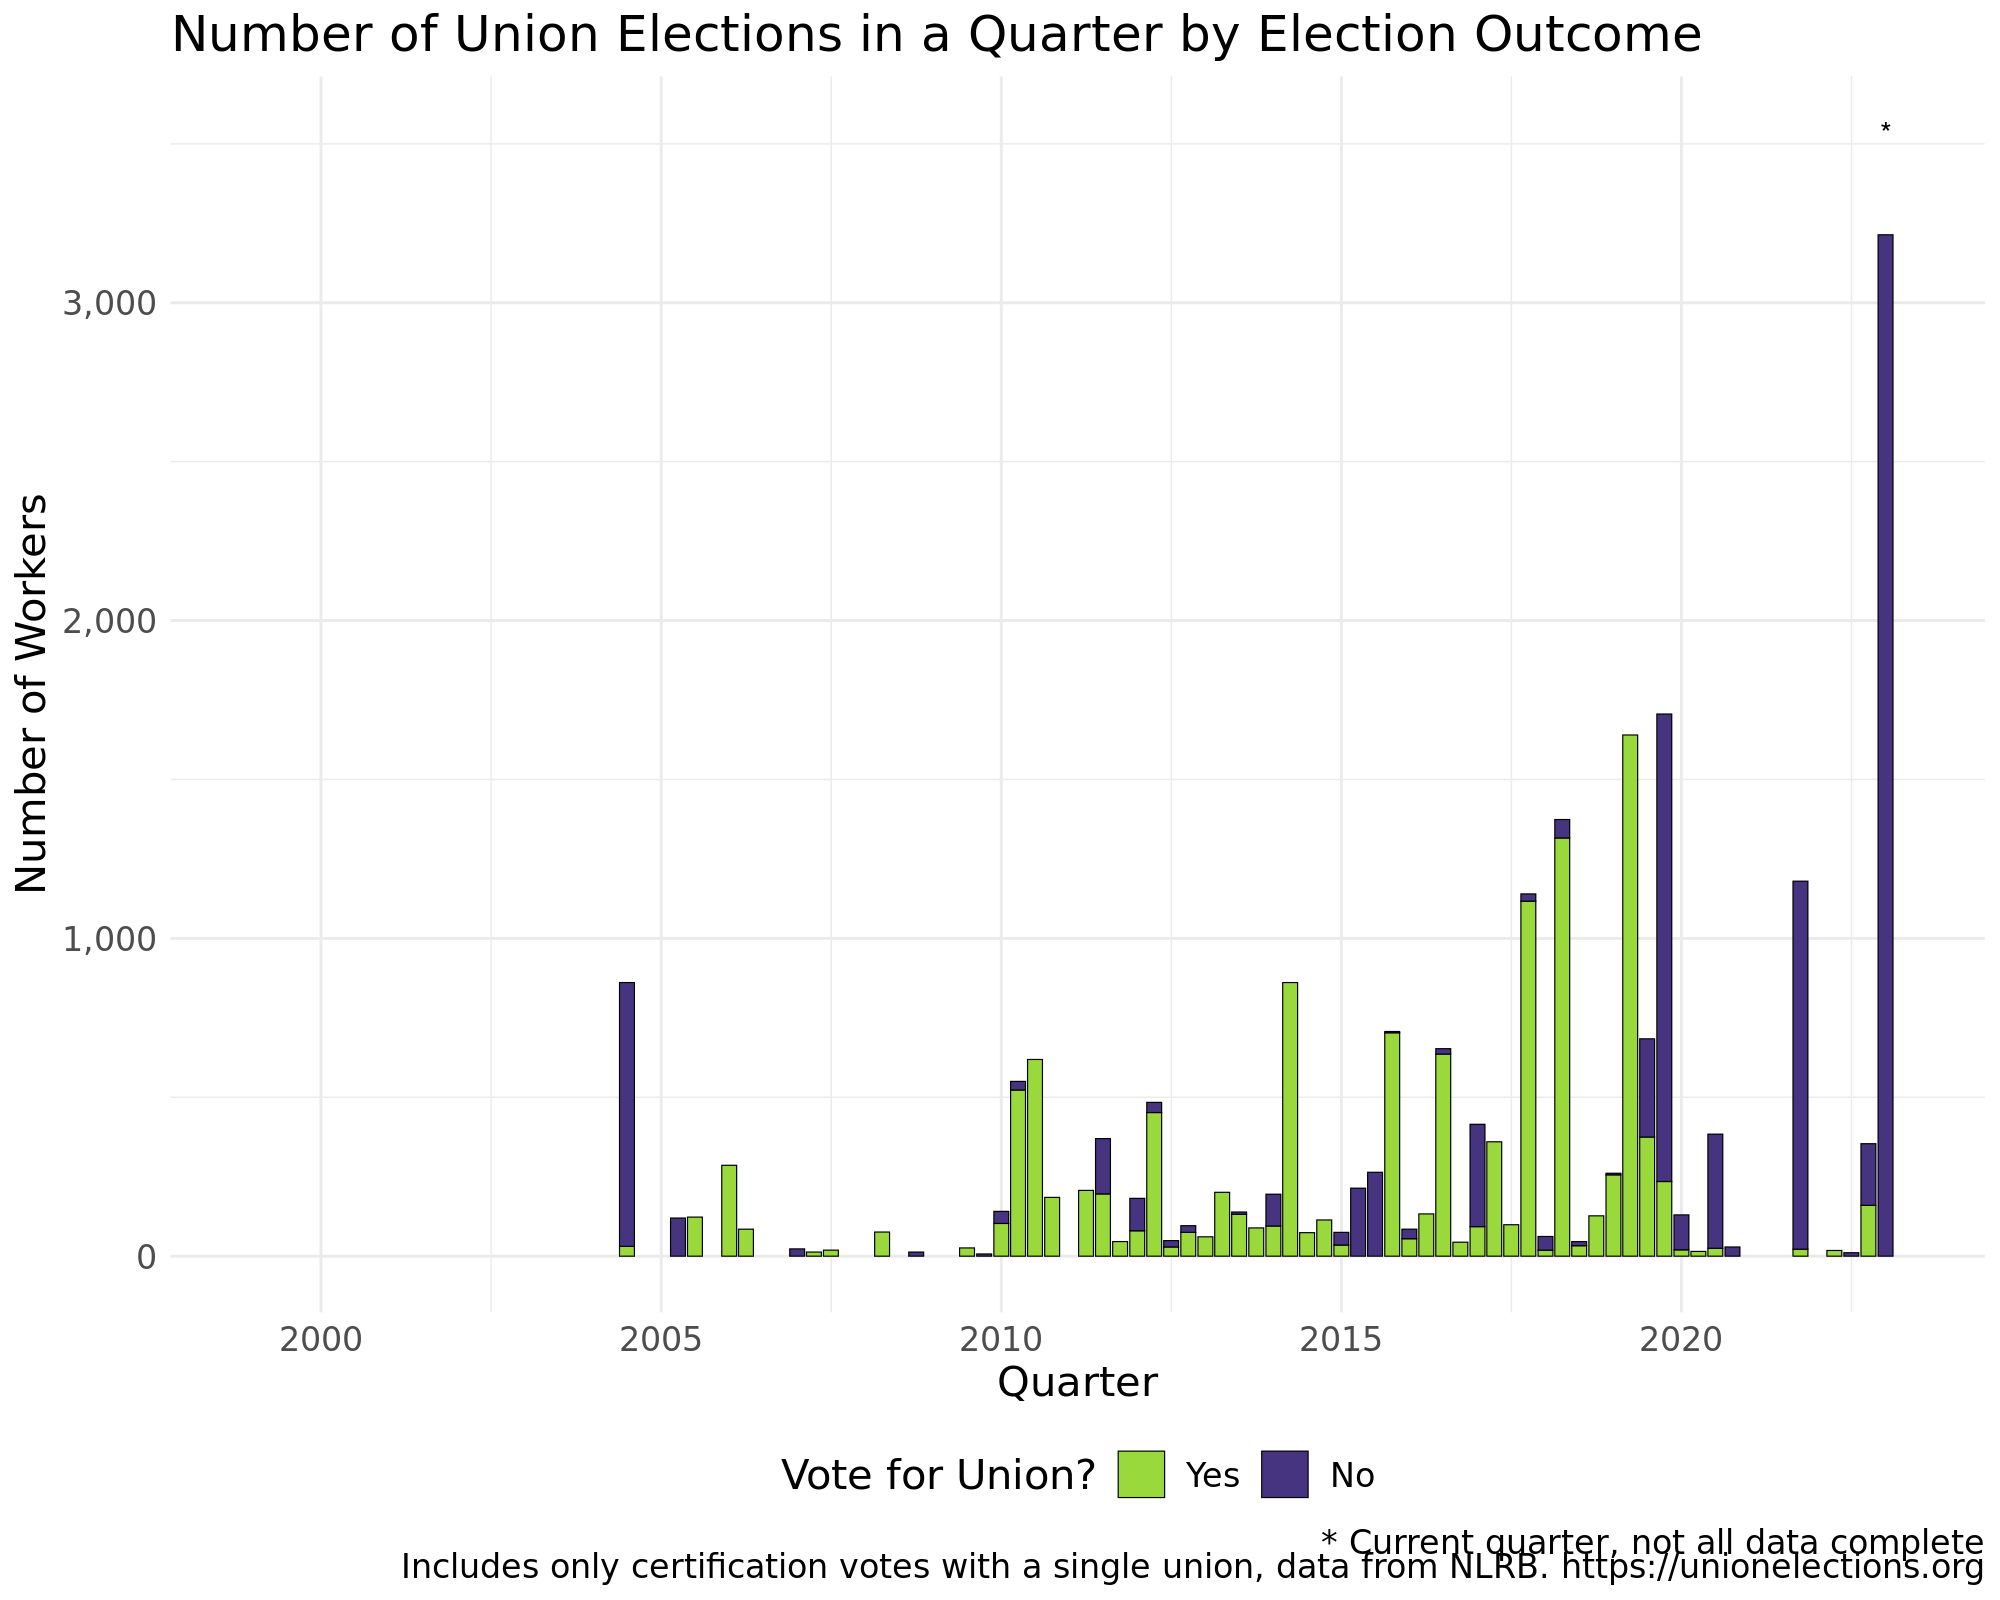 Number of Union Elections in a Quarter by Election Outcome
*
3,000
2,000
1,000
0
Number of Workers
2000 2005 2010 2015 2020
Quarter
Vote for Union? Yes No
* Current quarter, not all data complete
Includes only certification votes with a single union, data from NLRB. https://unionelections.org